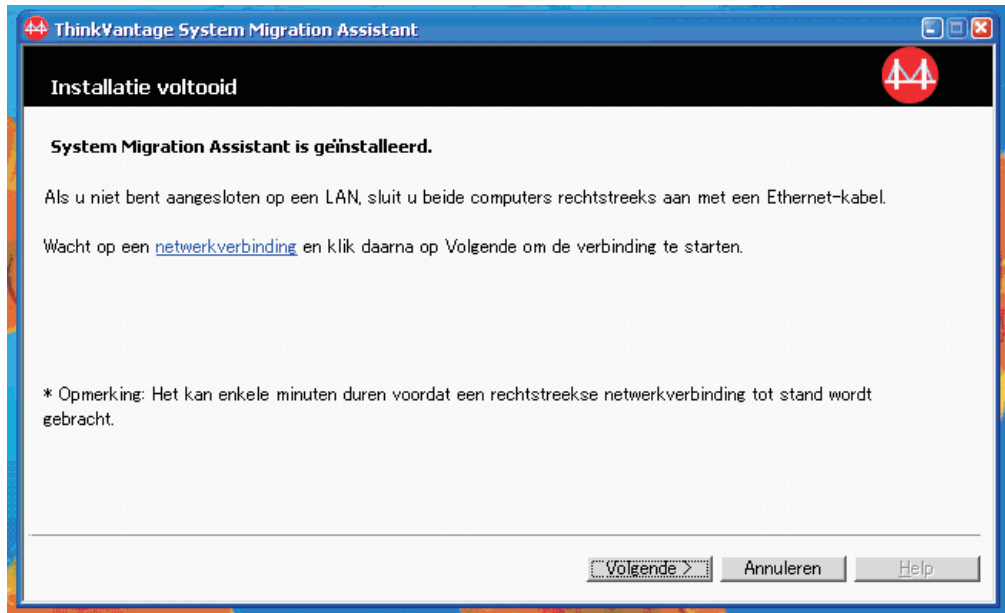 ThinkVantage System Migration Assistant
Installatie voltooid
System Migration Assistant is geïnstalleerd.
Als u niet bent aangesloten op een LAN, sluit u beide computers rechtstreeks aan met een Ethernet-kabel.
Wacht op een netwerkverbinding en klik daarna op Volgende om de verbinding te starten.
* Opmerking: Het kan enkele minuten duren voordat een rechtstreekse netwerkverbinding tot stand wordt
gebracht.
Volgende > Annuleren Help